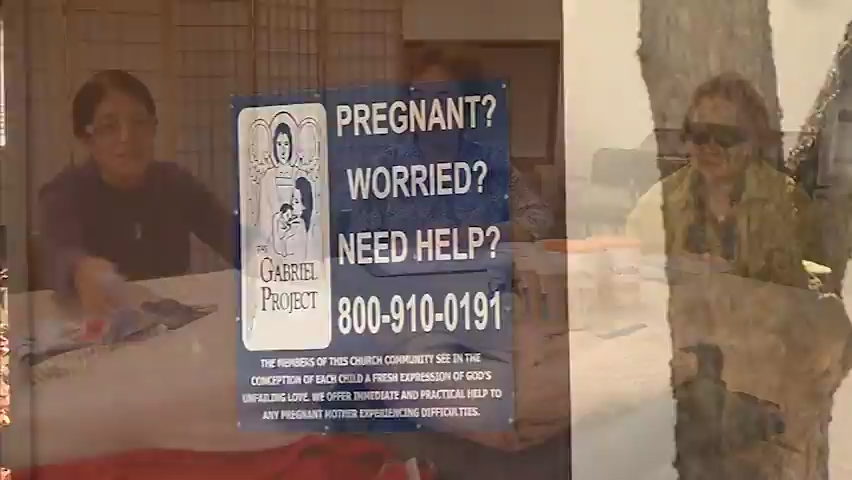 PREGNANT?
WORRIED?
NEED HELP?
800-910-0191
THE
GABRIEL
PROJECT
THE MEMBERS OF THIS CHURCH COMMUNITY SEE IN THE
CONCEPTION OF EACH CHILD A FRESH EXPRESSION OF GOD'S
UNFAILING LOVE. WE OFFER IMMEDIATE AND PRACTICAL HELP TO
ANY PREGNANT MOTHER EXPERIENCING DIFFICULTIES.